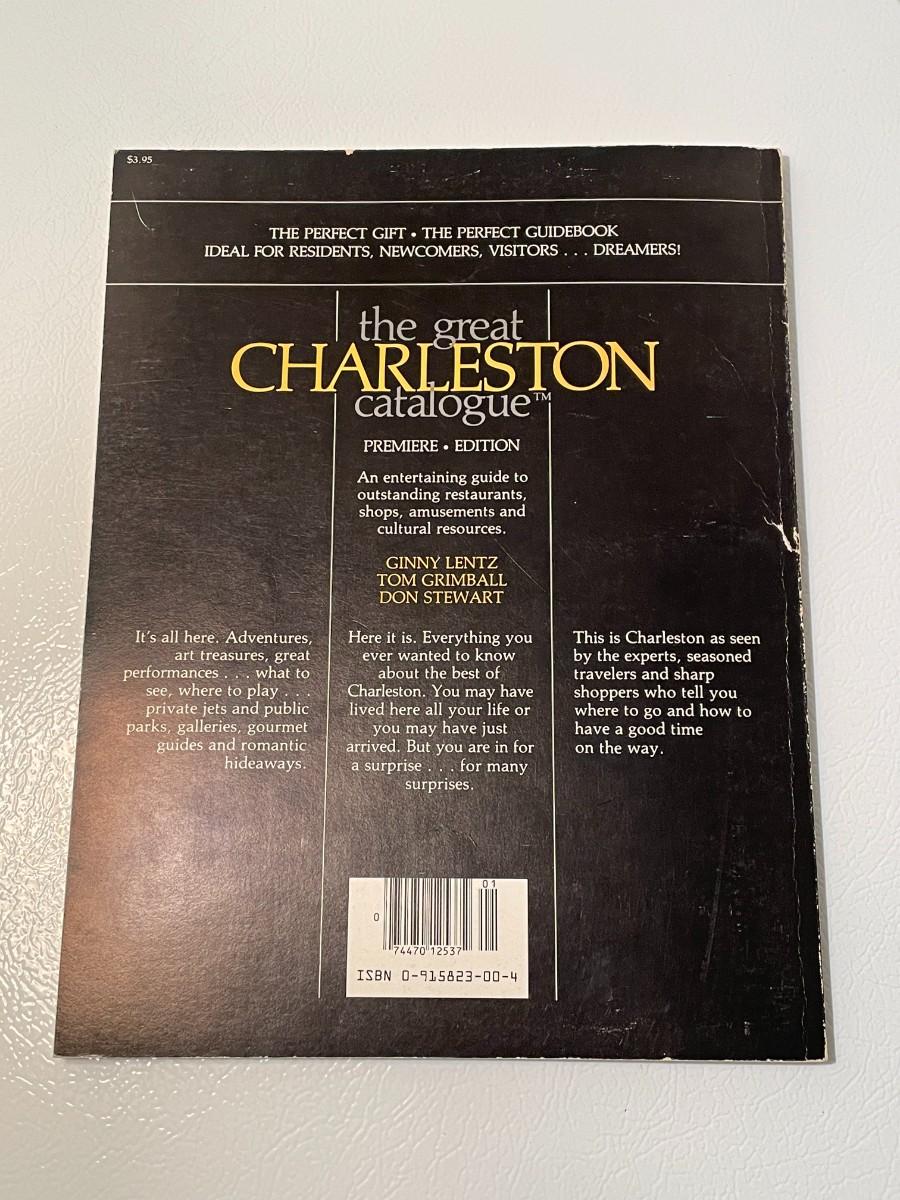 $3.95
THE PERFECT GIFT • THE PERFECT GUIDEBOOK
IDEAL FOR RESIDENTS, NEWCOMERS, VISITORS . . . DREAMERS!
the great
CHARLESTON
catalogue™
PREMIERE • EDITION
An entertaining guide to
outstanding restaurants,
shops, amusements and
cultural resources.
GINNY LENTZ
TOM GRIMBALL
DON STEWART
It's all here. Adventures,
art treasures, great
performances . . . what to
see, where to play . . .
private jets and public
parks, galleries, gourmet
guides and romantic
hideaways.
Here it is. Everything you
ever wanted to know
about the best of
Charleston. You may have
lived here all your life or
you may have just
arrived. But you are in for
a surprise . . . for many
surprises.
This is Charleston as seen
by the experts, seasoned
travelers and sharp
shoppers who tell you
where to go and how to
have a good time
on the way.
01
0
74470 12537
ISBN 0-915823-00-4